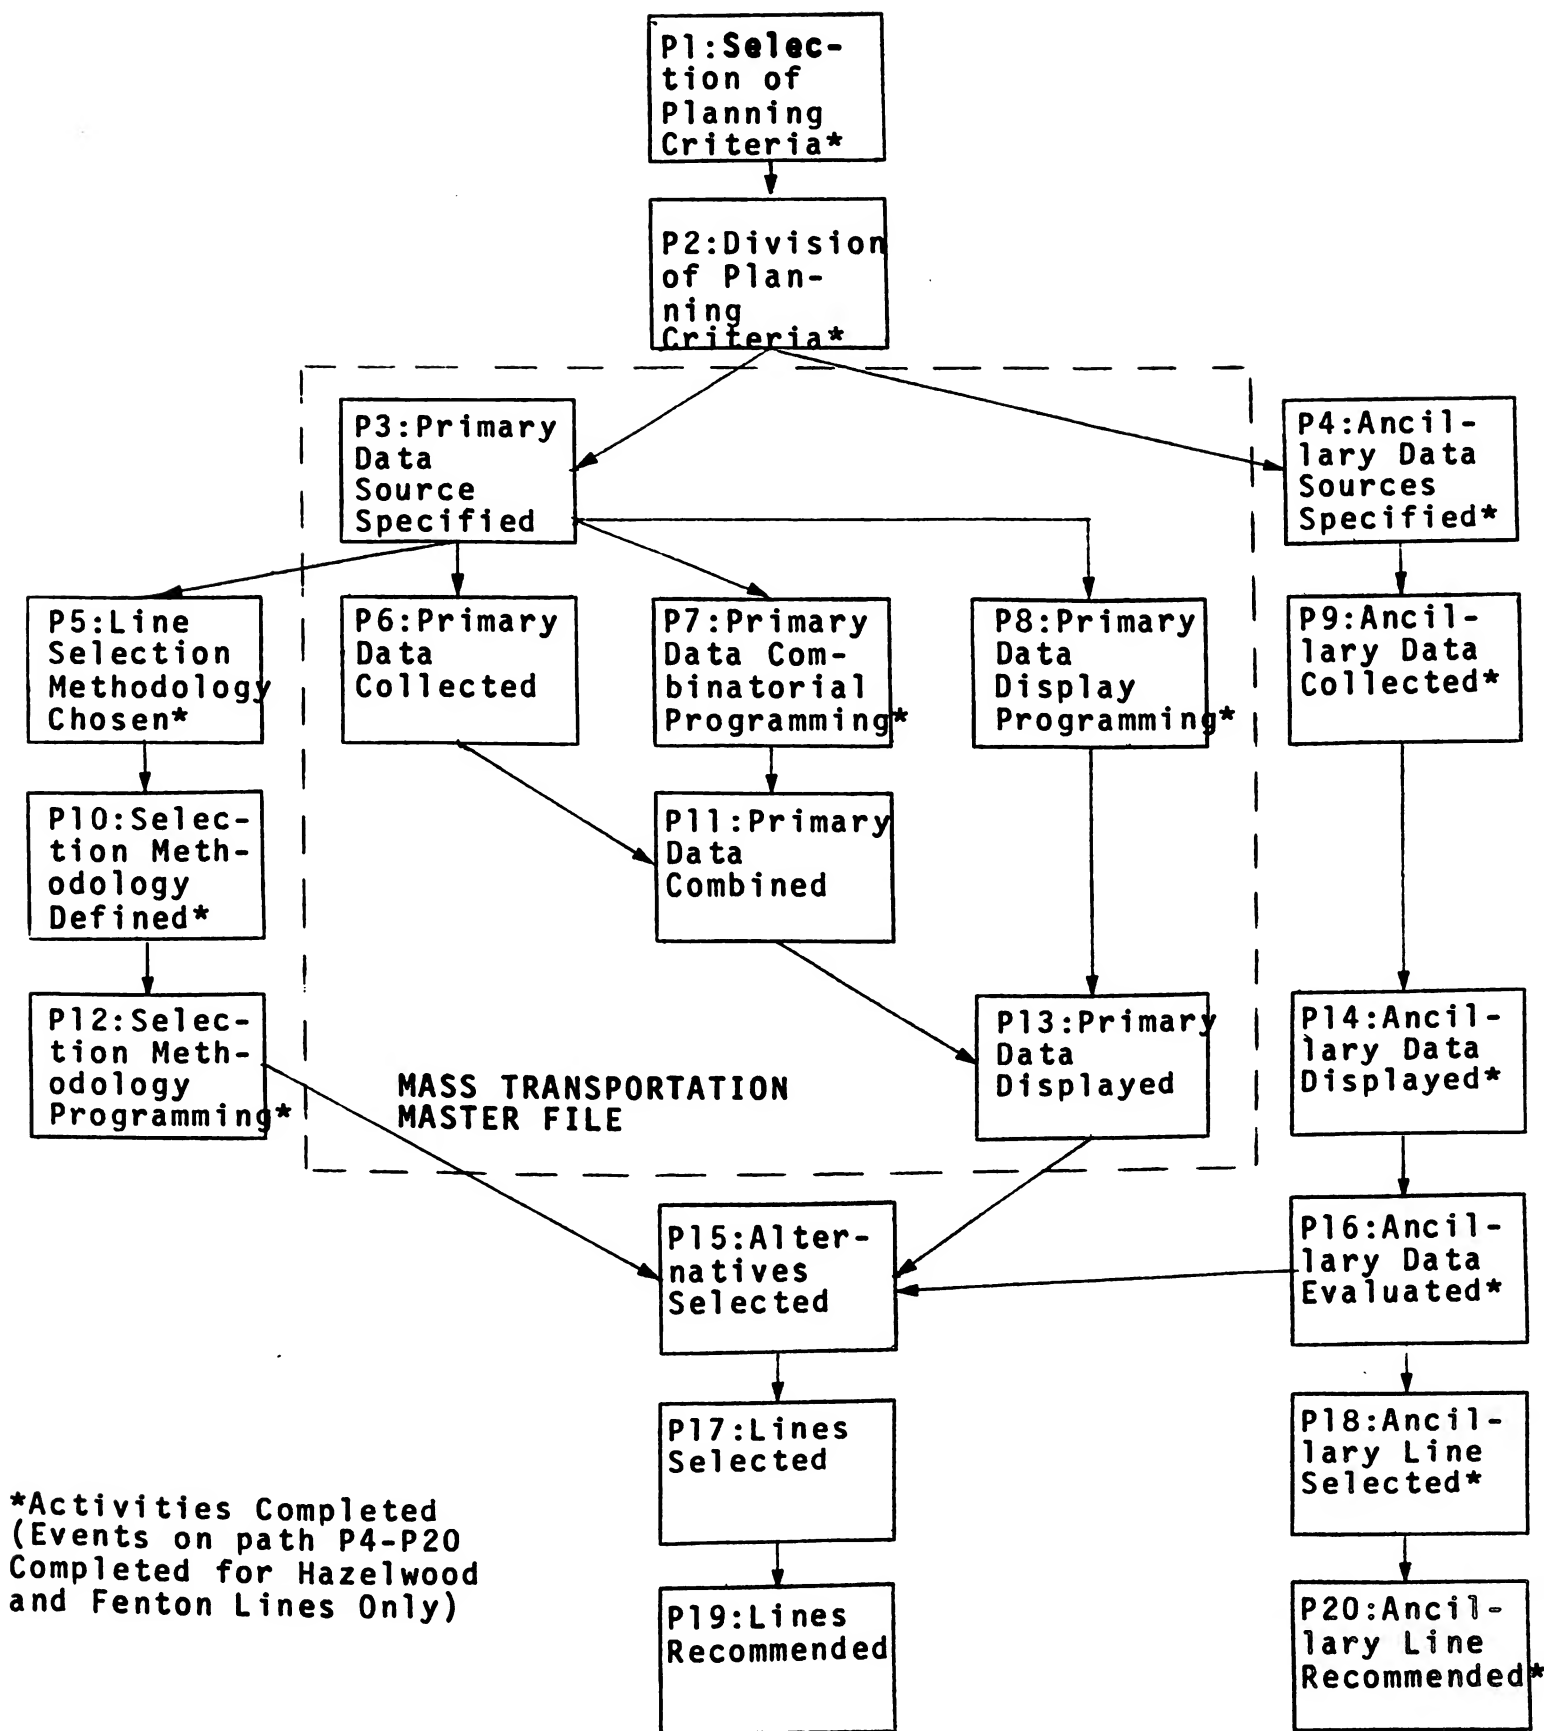 P1:Selec-
tion of
Planning
Criteria*
P2:Division
of Plan-
ning
Criteria*
P3:Primary
Data
Source
Specified
P4:Ancil-
lary Data
Sources
Specified*
P5:Line
Selection
Methodology
Chosen*
P6:Primary
Data
Collected
P7:Primary
Data Com-
binatorial
Programming*
P8:Primary
Data
Display
Programming*
P9:Ancil-
lary Data
Collected*
P10:Selec-
tion Meth-
odology
Defined*
P11:Primary
Data
Combined
P12:Selec-
tion Meth-
odology
Programming*
MASS TRANSPORTATION
MASTER FILE
P13:Primary
Data
Displayed
P14:Ancil-
lary Data
Displayed*
P15:Alter-
natives
Selected
P16:Ancil-
lary Data
Evaluated*
P17:Lines
Selected
P18:Ancil-
lary Line
Selected*
*Activities Completed
(Events on path P4-P20
Completed for Hazelwood
and Fenton Lines Only)
P19:Lines
Recommended
P20:Ancil-
lary Line
Recommended*